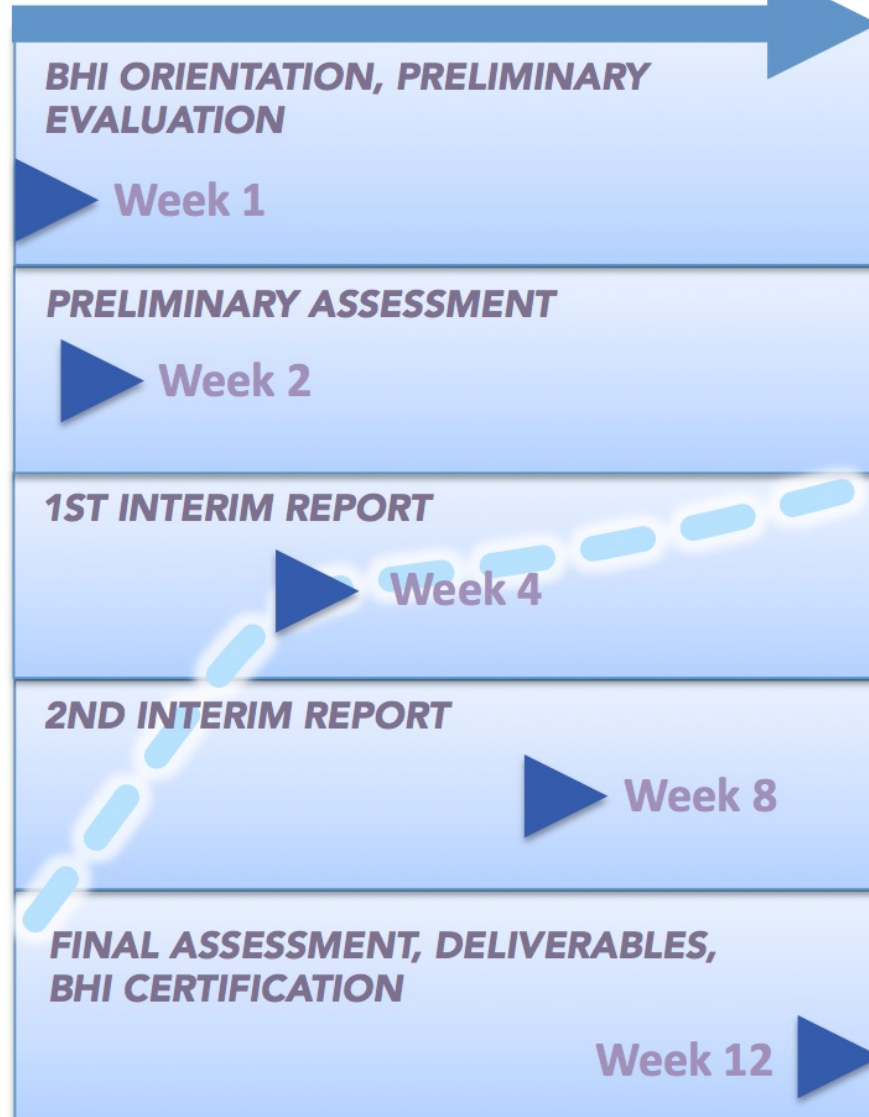 BHI ORIENTATION, PRELIMINARY
EVALUATION
Week 1
PRELIMINARY ASSESSMENT
Week 2
1ST INTERIM REPORT
Week 4
2ND INTERIM REPORT
Week 8
FINAL ASSESSMENT, DELIVERABLES,
BHI CERTIFICATION
Week 12